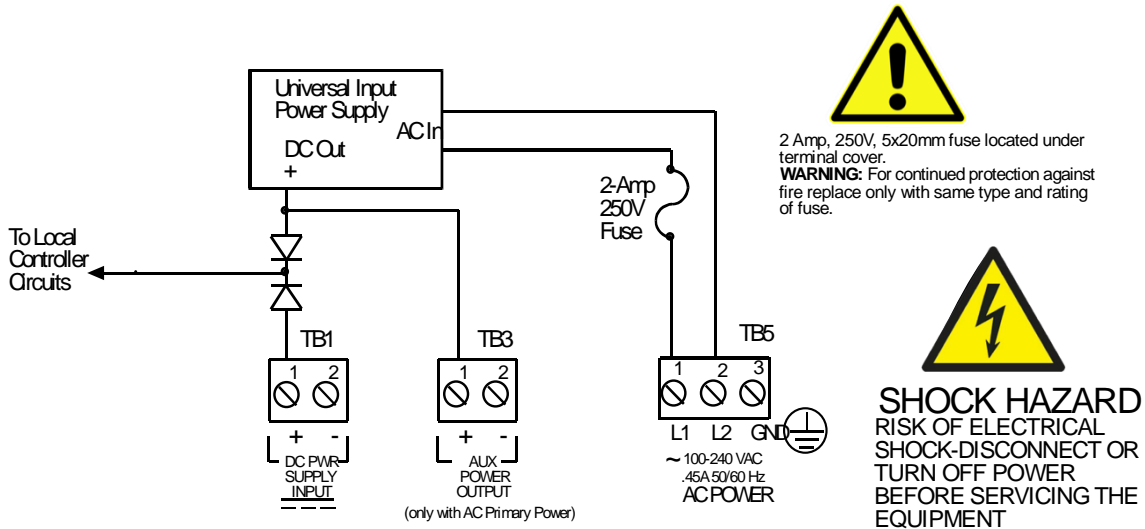 Universal Input
Power Supply
AC In
DC Out
+
2-Amp
250V
Fuse
To Local
Controller
Circuits
2 Amp, 250V, 5x20mm fuse located under
terminal cover.
WARNING: For continued protection against
fire replace only with same type and rating
of fuse.
TB1
1 2
+ -
DC PWR
SUPPLY
INPUT
TB3
1 2
+ -
AUX
POWER
OUTPUT
(only with AC Primary Power)
TB5
1 2 3
L1 L2 GND
~ 100-240 VAC
.45A 50/60 Hz
AC POWER
SHOCK HAZARD
RISK OF ELECTRICAL
SHOCK-DISCONNECT OR
TURN OFF POWER
BEFORE SERVICING THE
EQUIPMENT